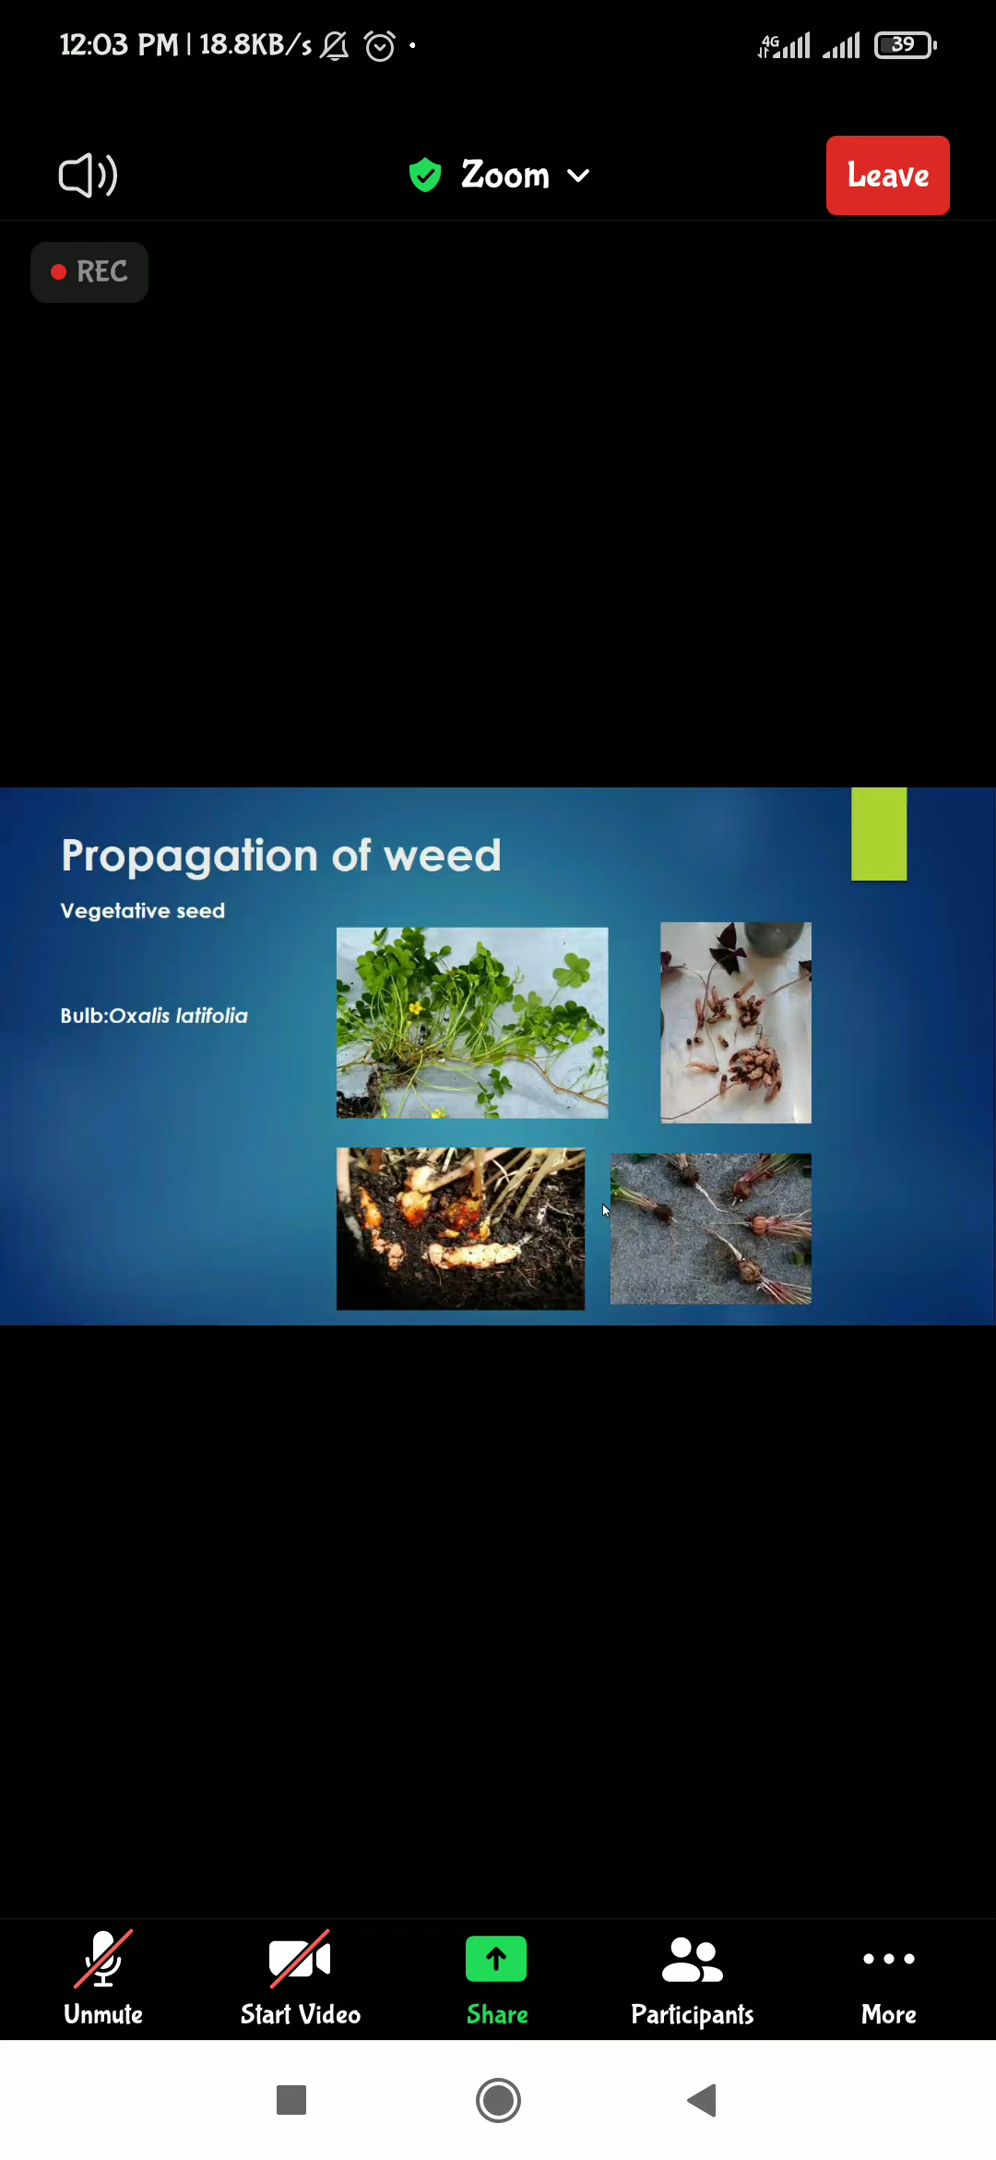 12:03 PM | 18.8KB/s
4G
39
Zoom
Leave
REC
Propagation of weed
Vegetative seed
Bulb:Oxalis latifolia
Unmute
Start Video
Share
Participants
More